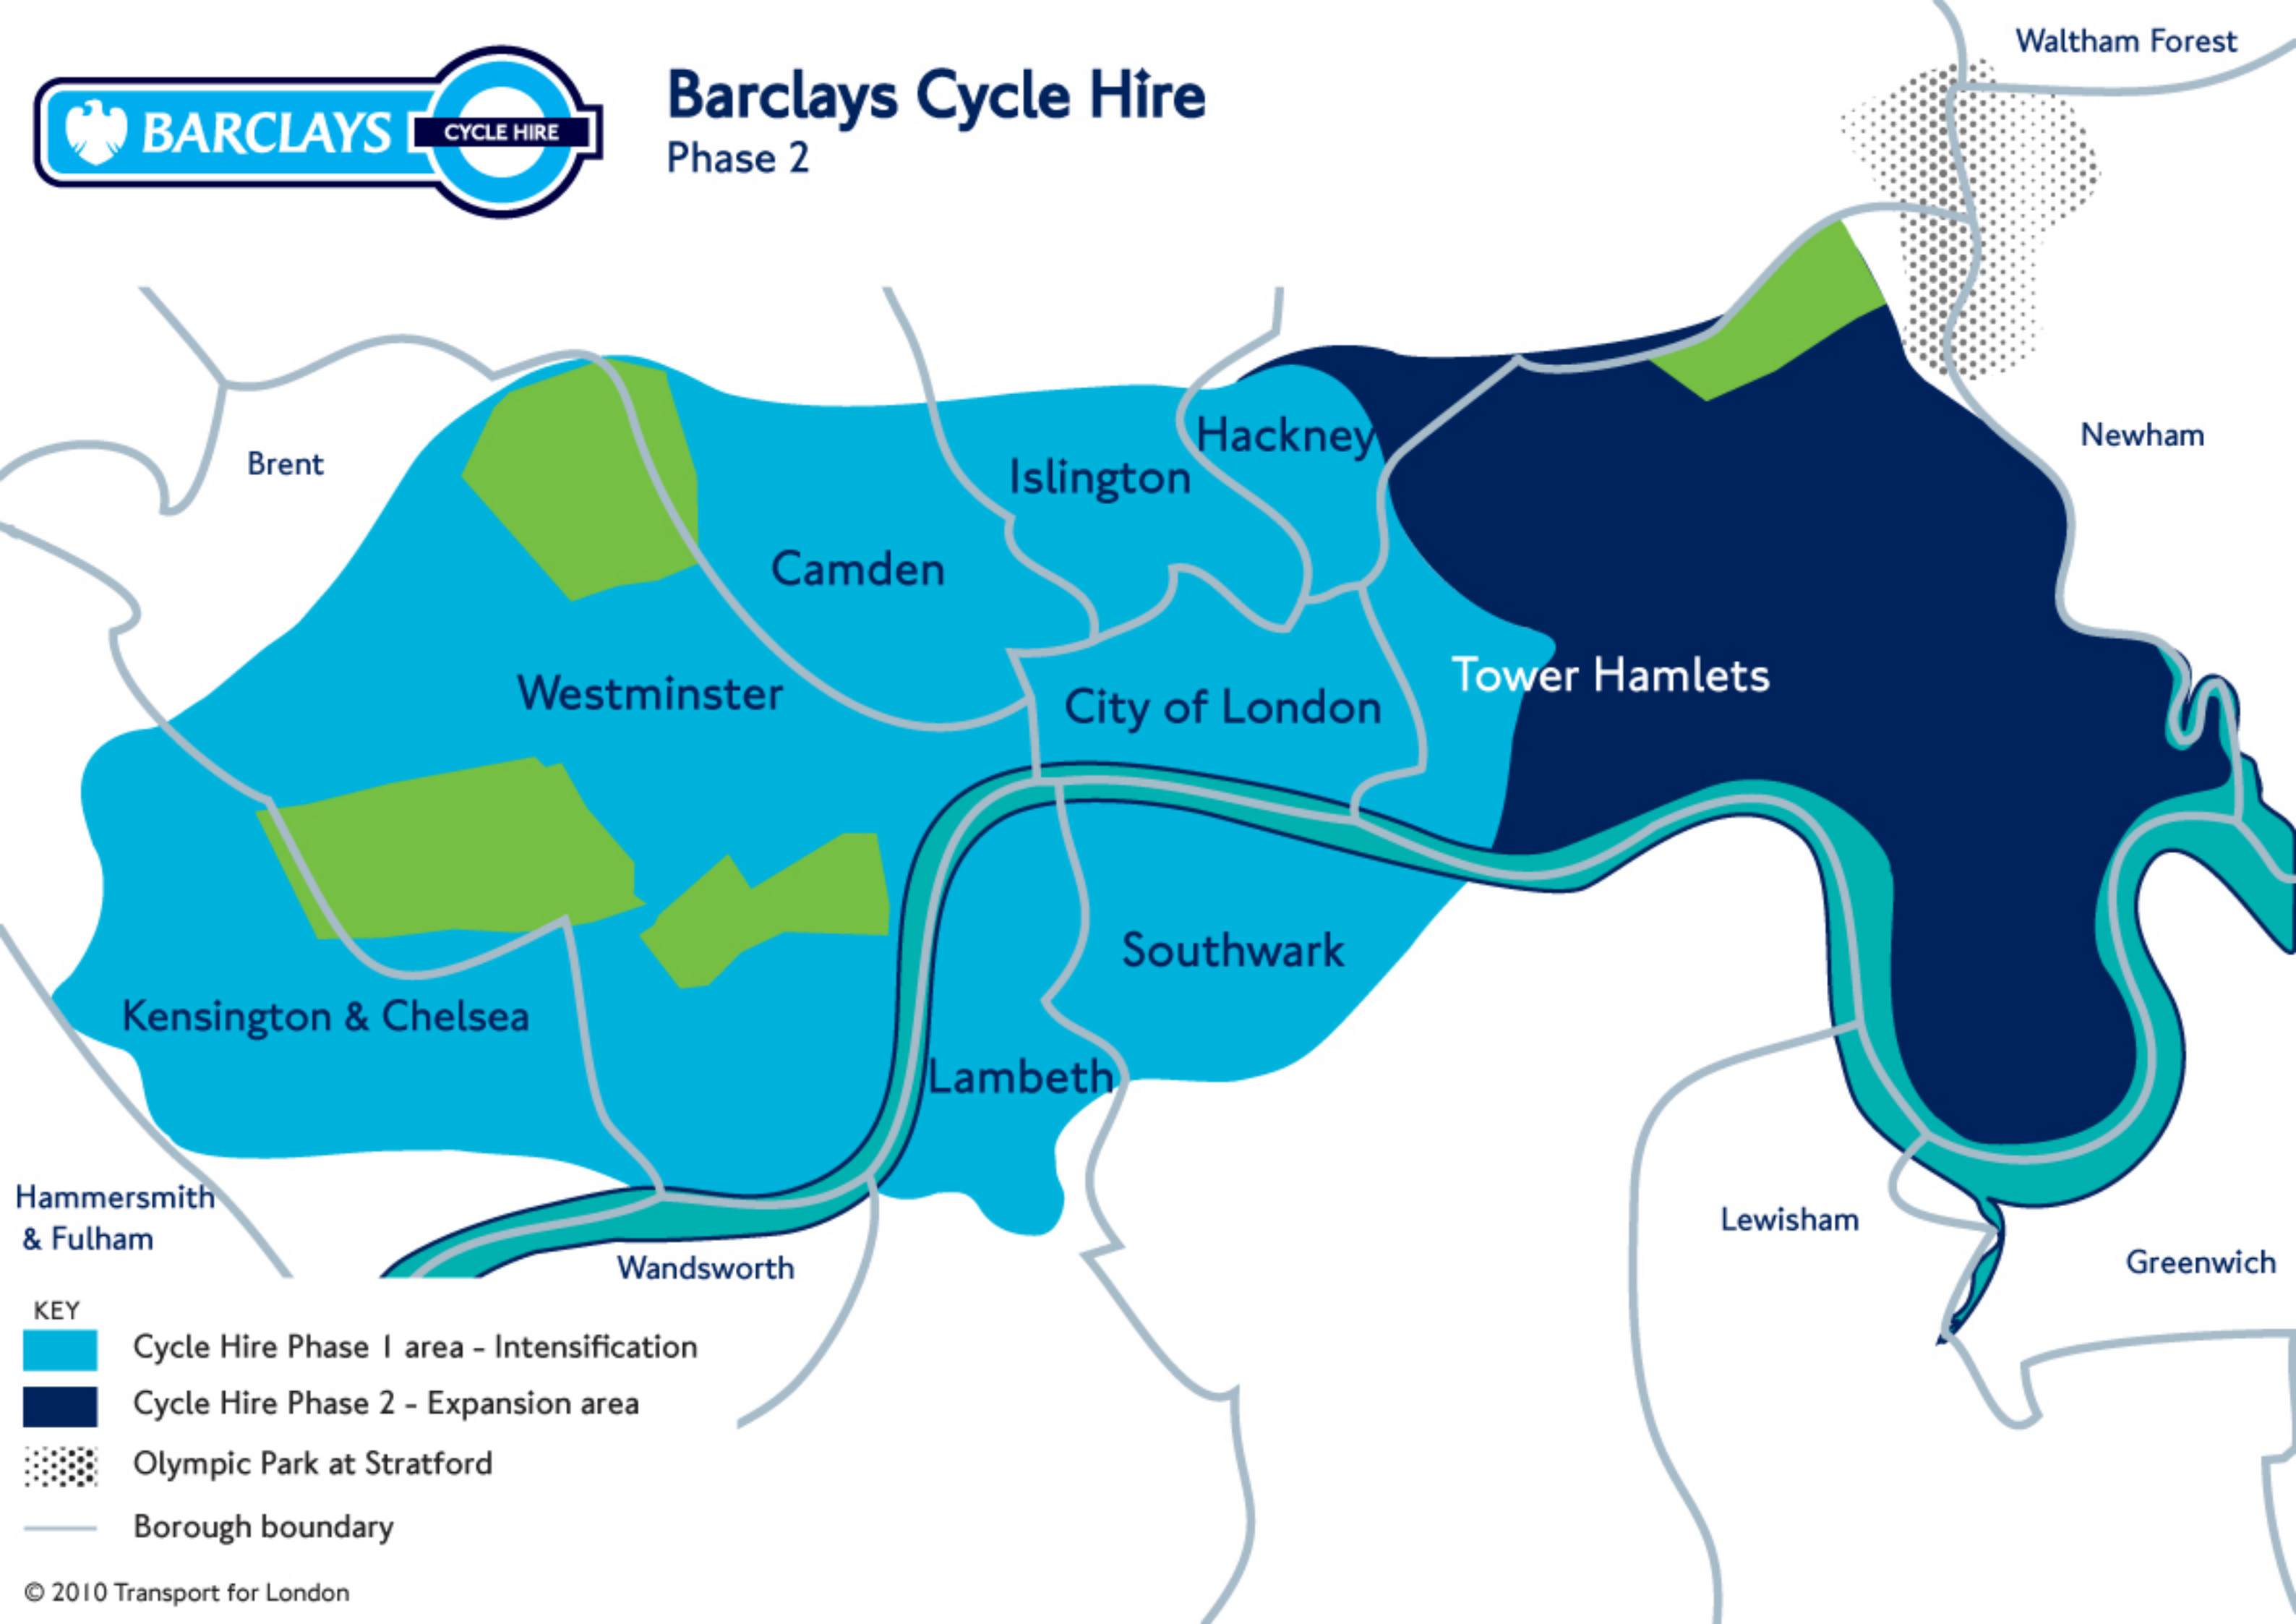 BARCLAYS
CYCLE HIRE
Barclays Cycle Hire
Phase 2
Waltham Forest
Brent
Hackney
Newham
Islington
Camden
Westminster
City of London
Tower Hamlets
Southwark
Kensington & Chelsea
Lambeth
Hammersmith
& Fulham
Wandsworth
Lewisham
Greenwich
KEY
Cycle Hire Phase 1 area - Intensification
Cycle Hire Phase 2 - Expansion area
Olympic Park at Stratford
Borough boundary
© 2010 Transport for London